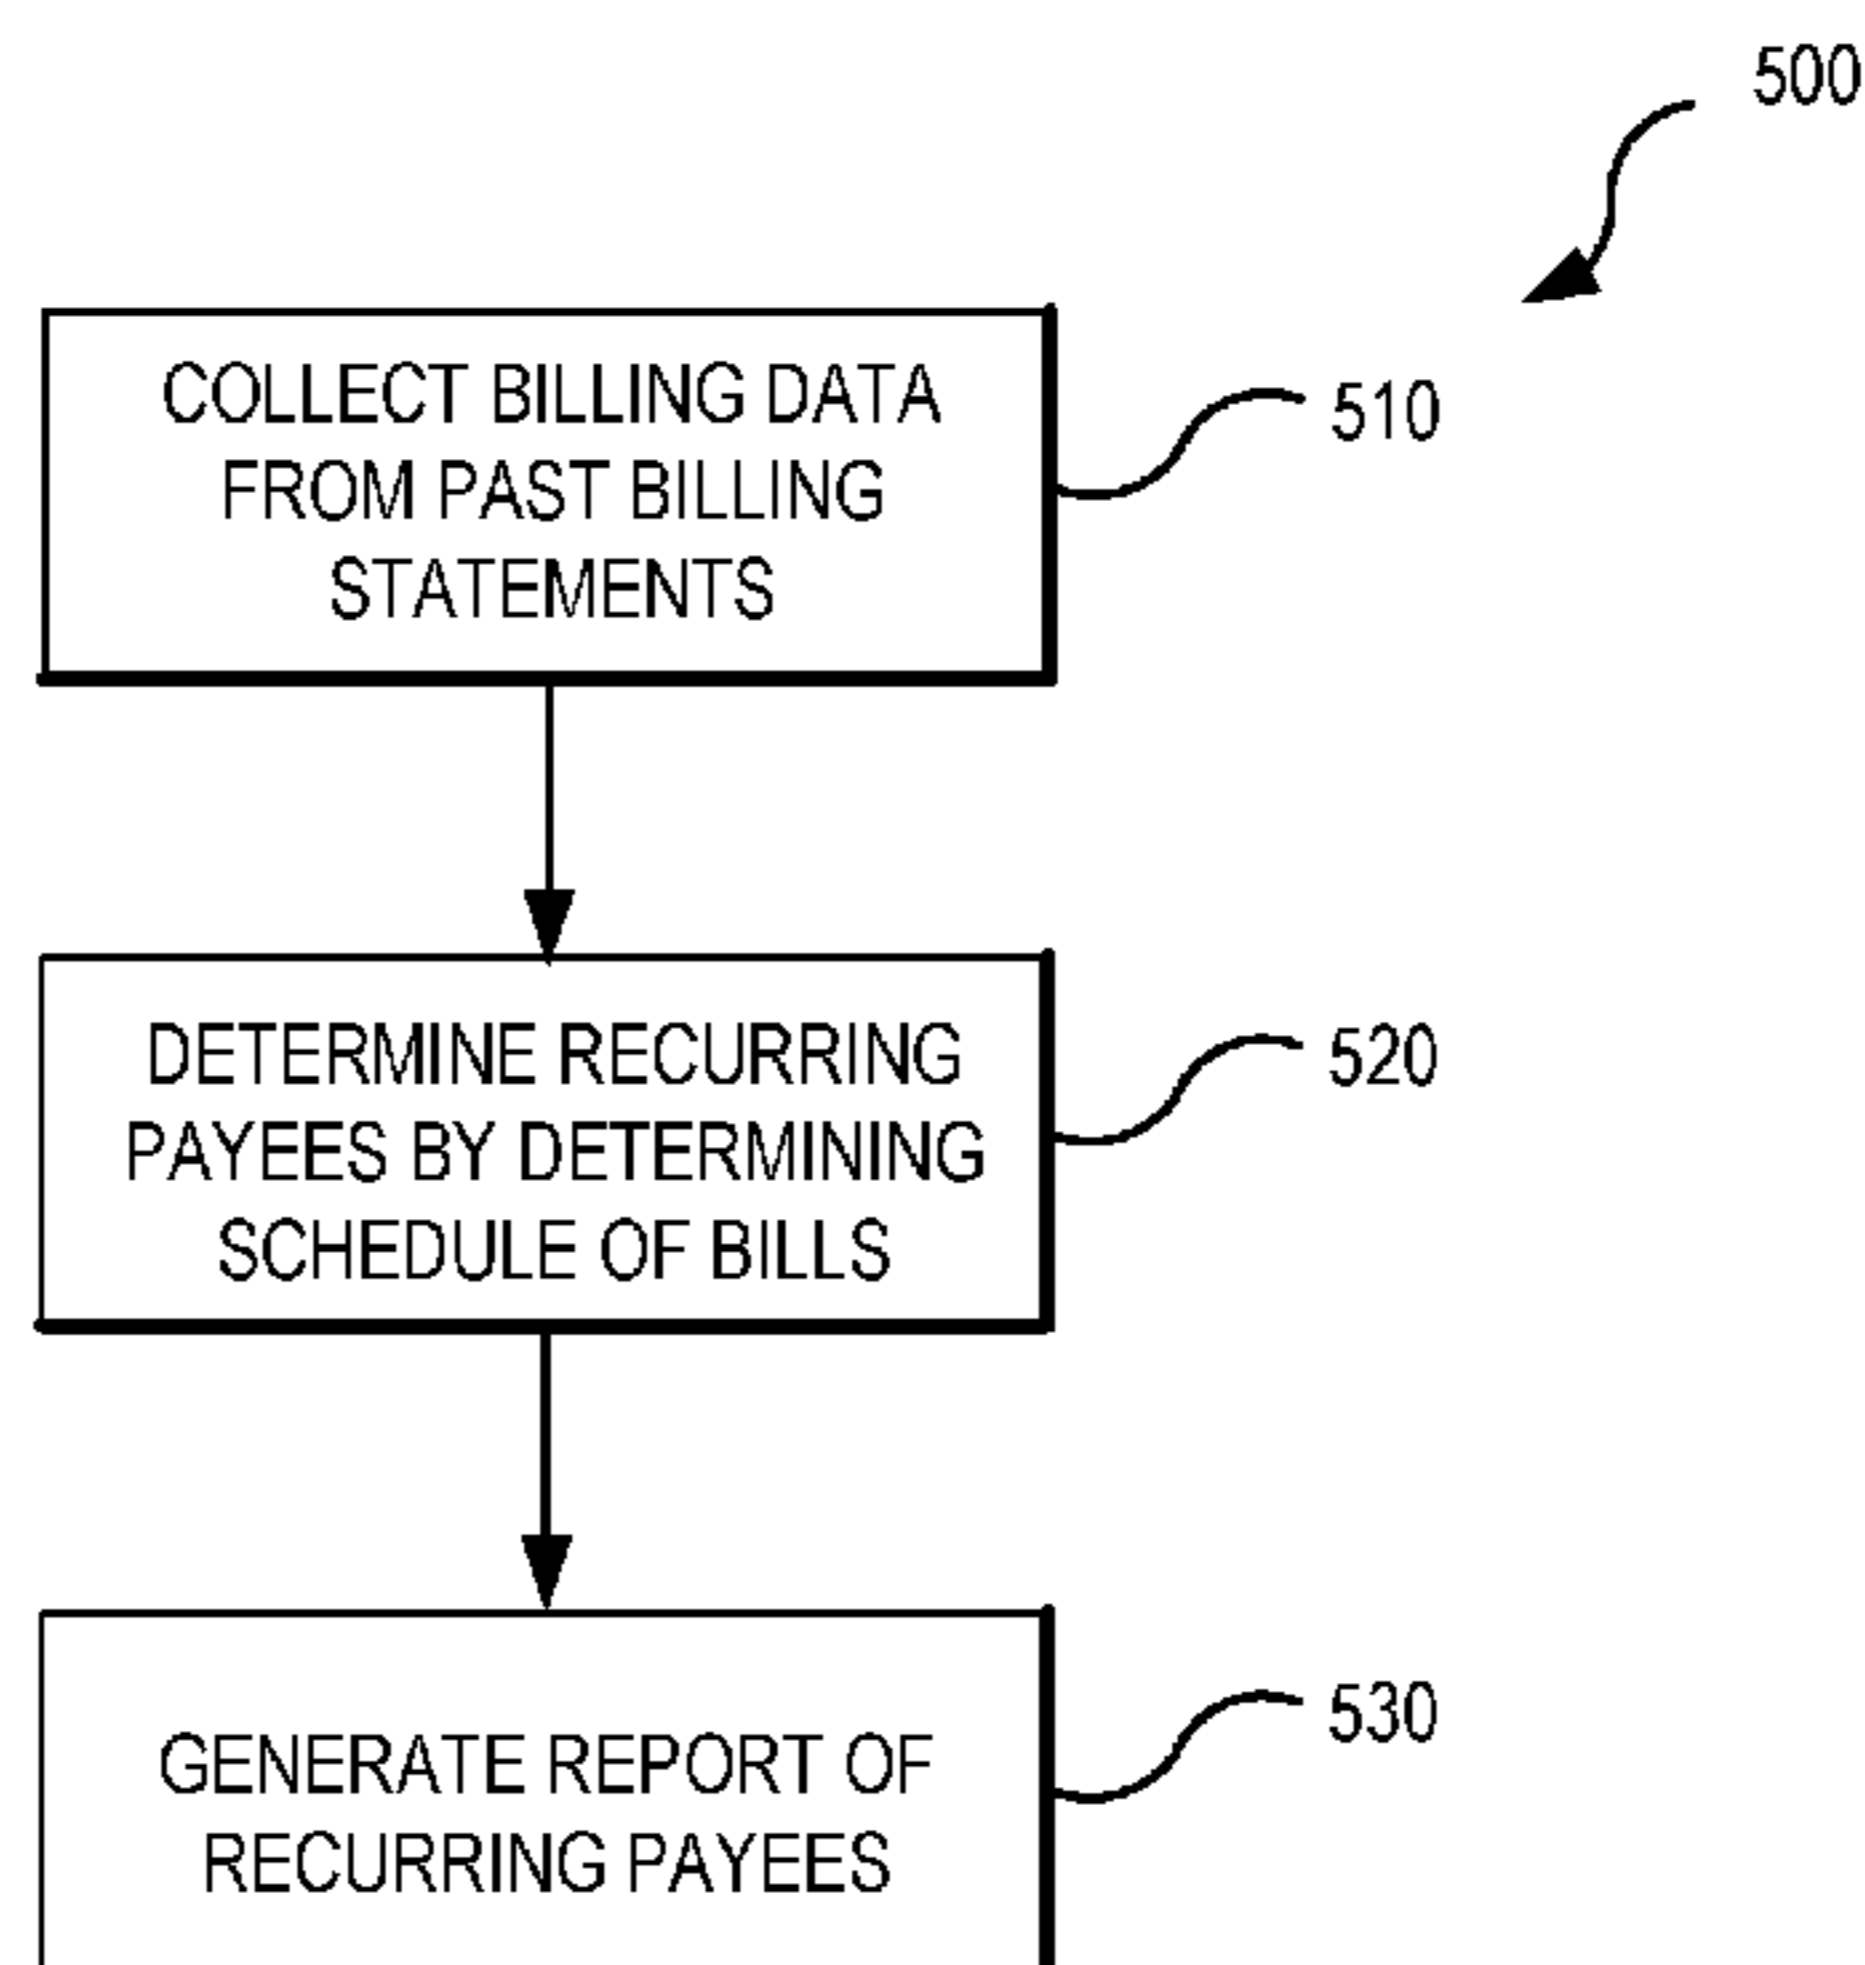 500
COLLECT BILLING DATA
FROM PAST BILLING
STATEMENTS
510
DETERMINE RECURRING
PAYEES BY DETERMINING
SCHEDULE OF BILLS
520
GENERATE REPORT OF
RECURRING PAYEES
530